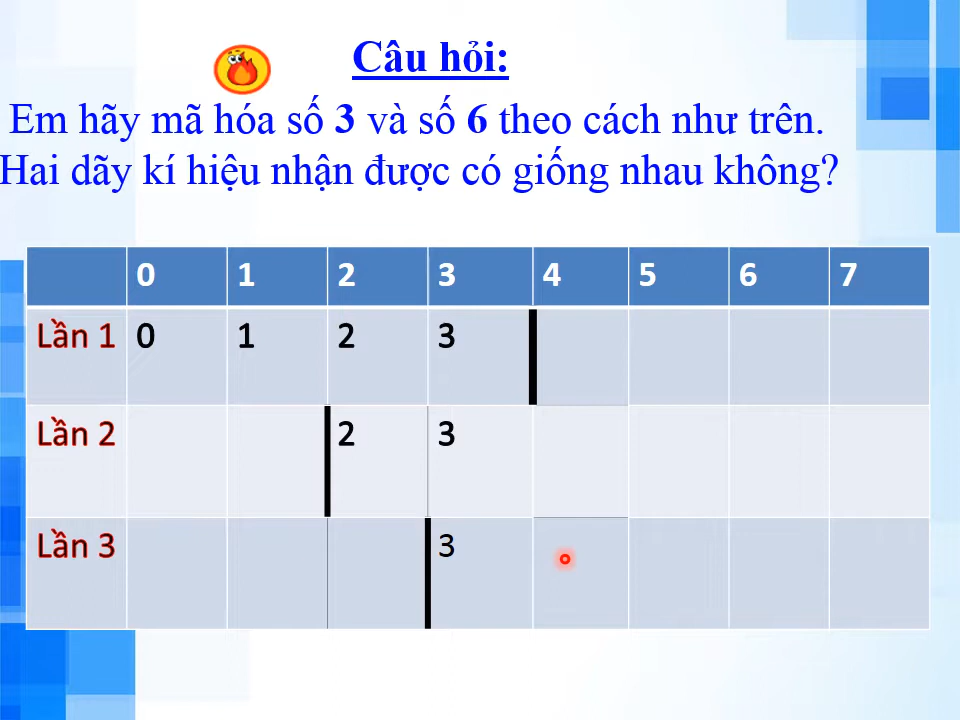 Câu hỏi:
Em hãy mã hóa số 3 và số 6 theo cách như trên.
Hai dãy kí hiệu nhận được có giống nhau không?
0 1 2 3 4 5 6 7
Lần 1 0 1 2 3
Lần 2 2 3
Lần 3 3